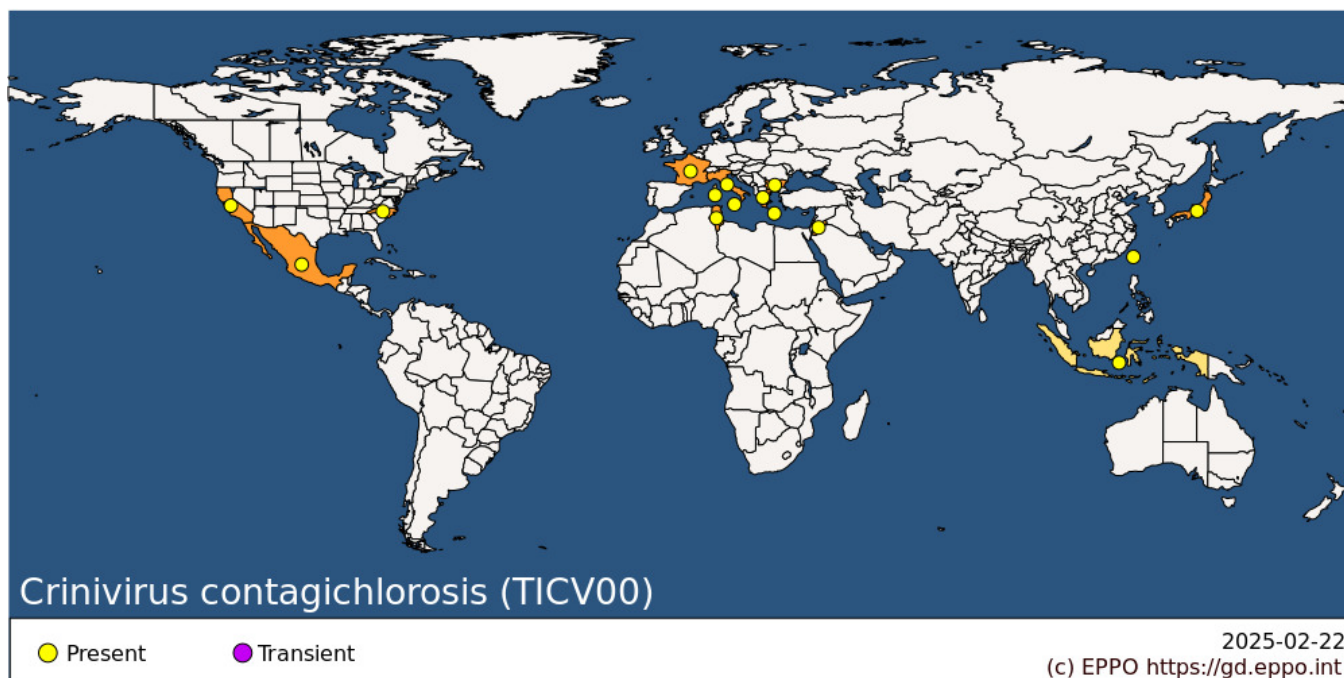 Crinivirus contagichlorosis (TICV00)
Present
Transient
2025-02-22
(c) EPPO https://gd.eppo.int